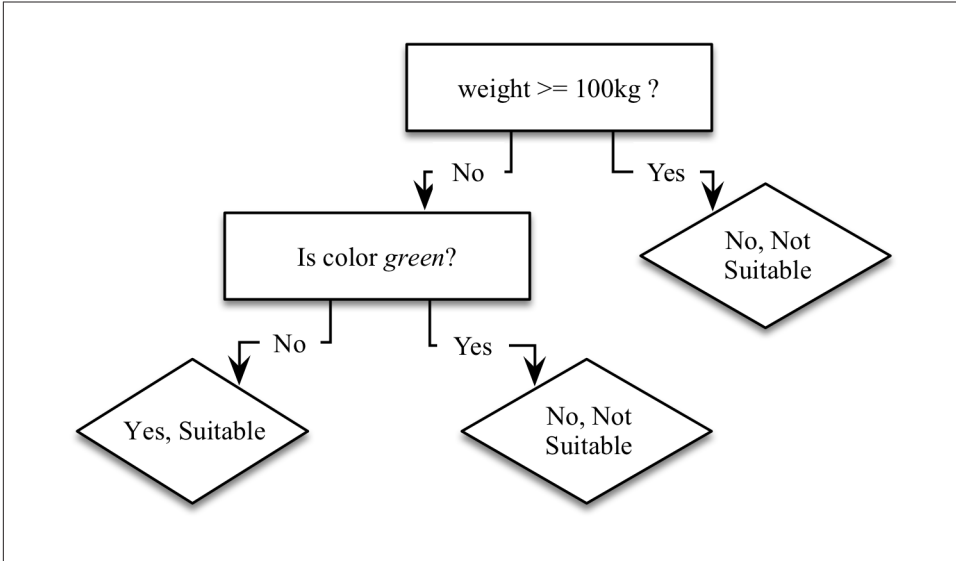 weight >= 100kg ?
No
Yes
Is color green?
No, Not
Suitable
No
Yes
Yes, Suitable
No, Not
Suitable